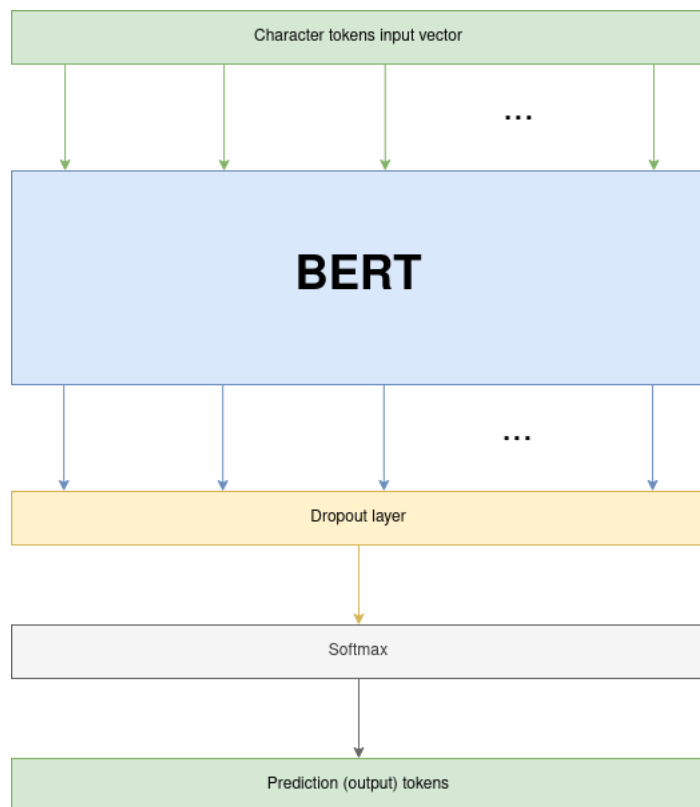 Character tokens input vector
...
BERT
...
Dropout layer
Softmax
Prediction (output) tokens